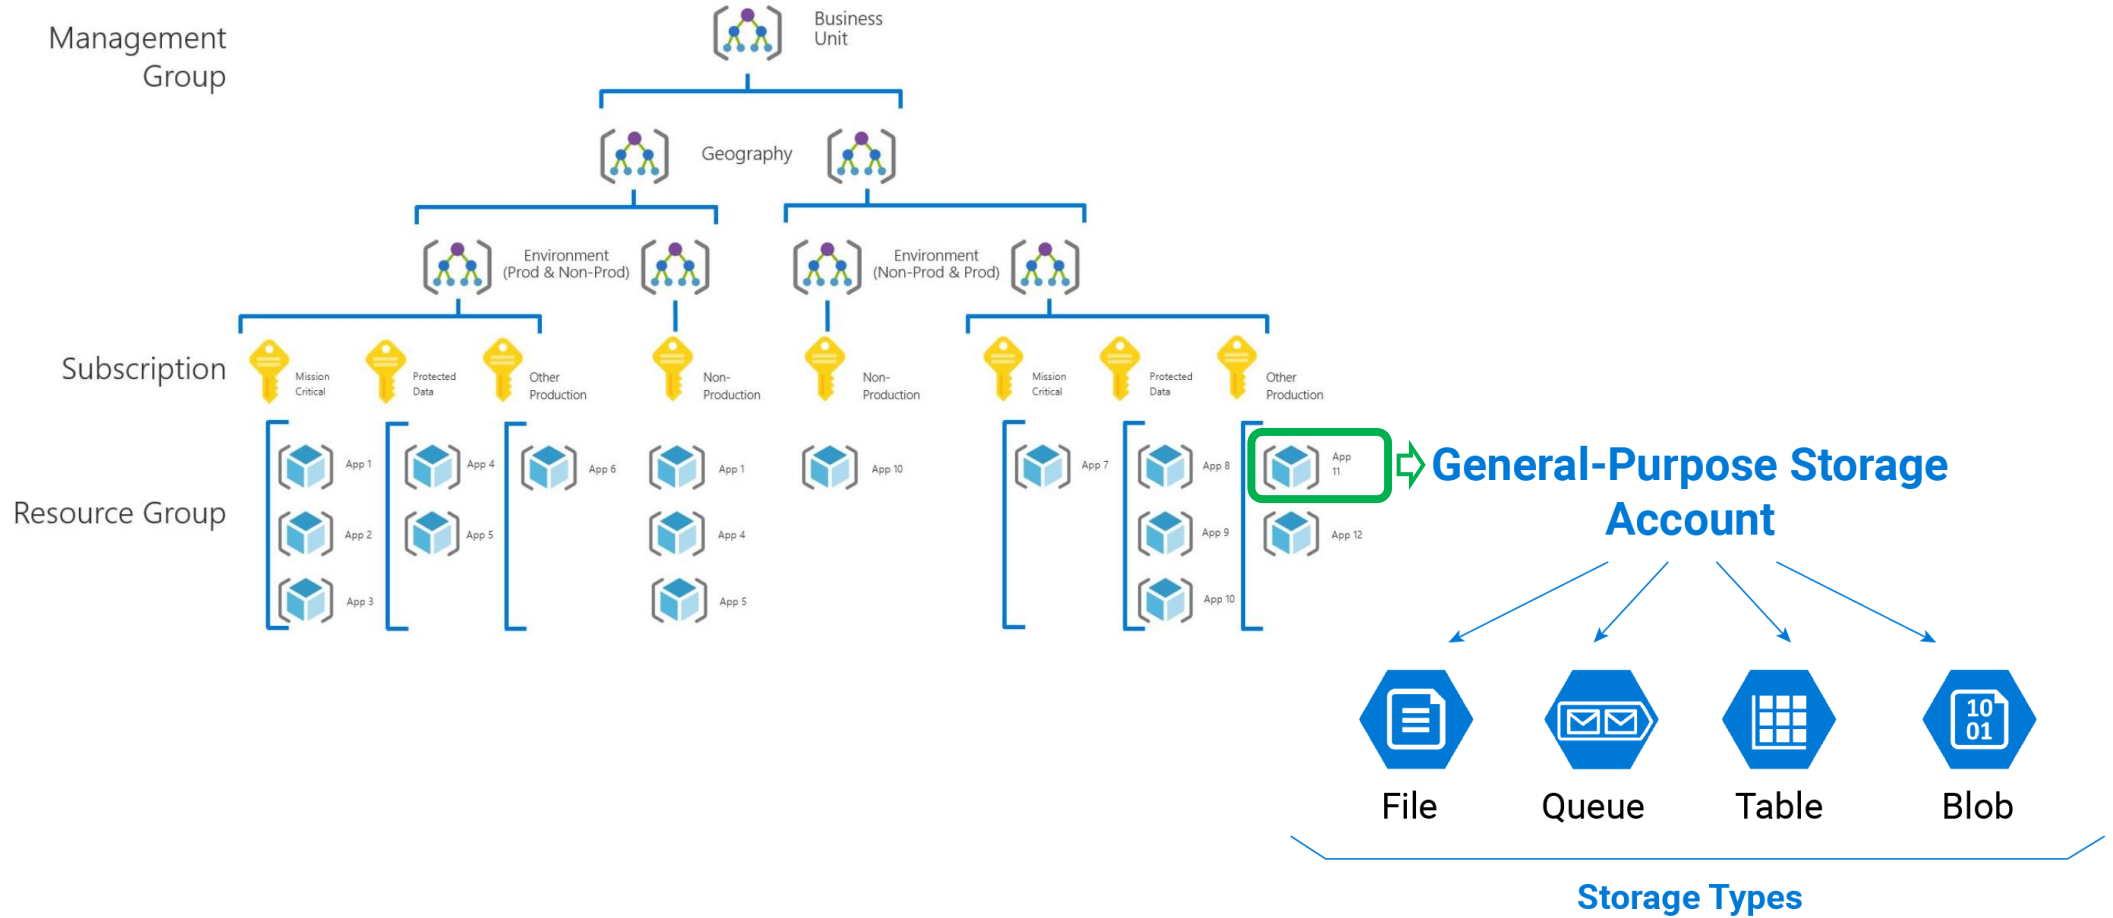 Management
Group
Business
Unit
Geography
Environment
(Prod & Non-Prod)
Environment
(Non-Prod & Prod)
Subscription
Mission
Critical
Protected
Data
Other
Production
Non-
Production
Non-
Production
Mission
Critical
Protected
Data
Other
Production
Resource Group
App 1
App 2
App 3
App 4
App 5
App 6
App 1
App 4
App 5
App 10
App 7
App 8
App 9
App 10
App
11
App 12
General-Purpose Storage
Account
File
Queue
Table
10
01
Blob
Storage Types